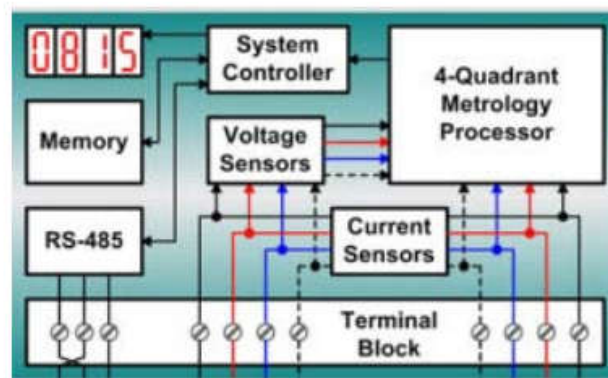 0815
System
Controller
4-Quadrant
Metrology
Processor
Memory
Voltage
Sensors
RS-485
Current
Sensors
Terminal
Block